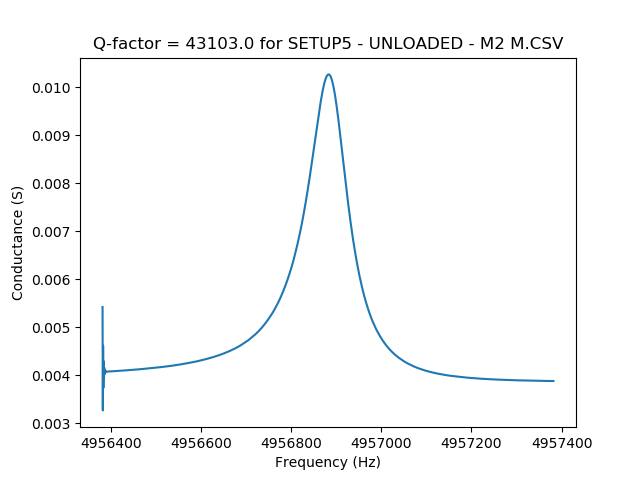 Q-factor = 43103.0 for SETUP5 - UNLOADED - M2 M.CSV
0.010
0.009
0.008
0.007
0.006
0.005
0.004
0.003
Conductance (S)
4956400 4956600 4956800 4957000 4957200 4957400
Frequency (Hz)